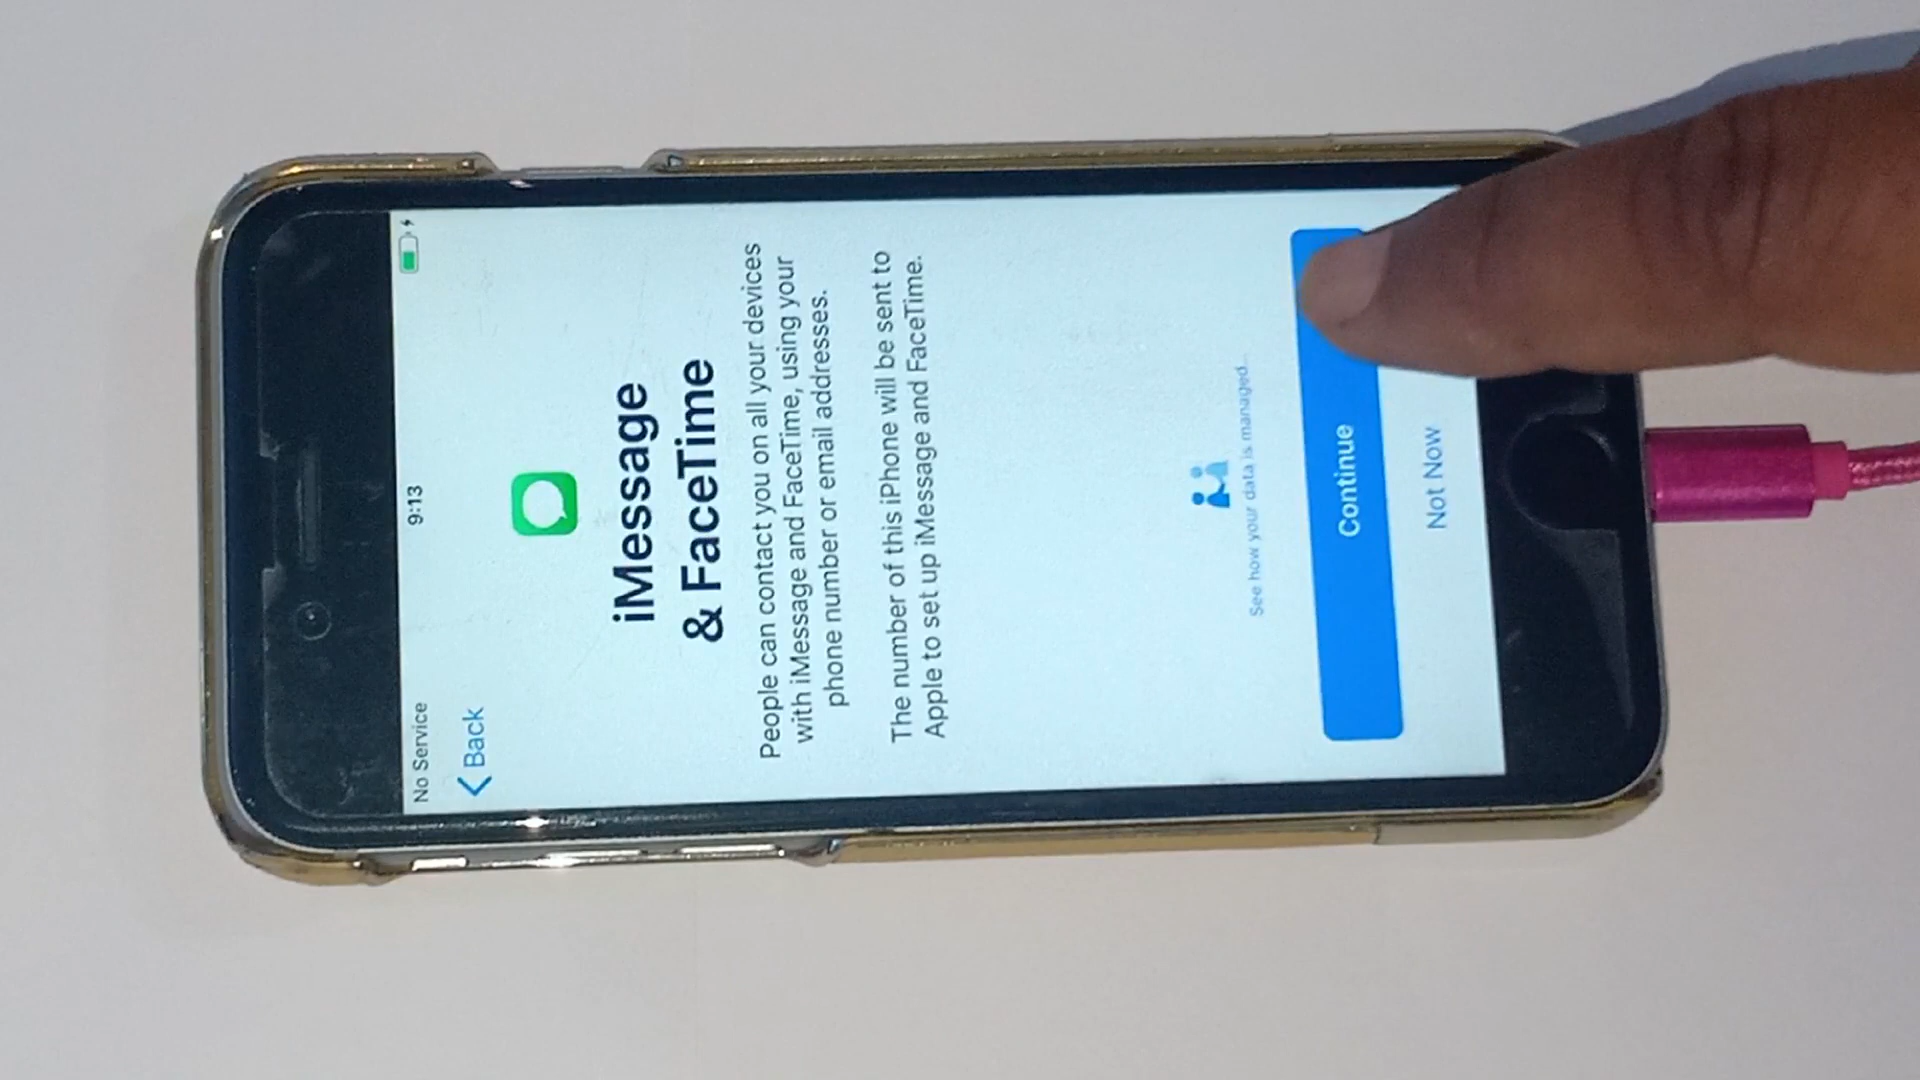 No Service 9:13
Back
iMessage
& FaceTime
People can contact you on all your devices
with iMessage and FaceTime, using your
phone number or email addresses.
The number of this iPhone will be sent to
Apple to set up iMessage and FaceTime.
See how your data is managed...
Continue
Not Now